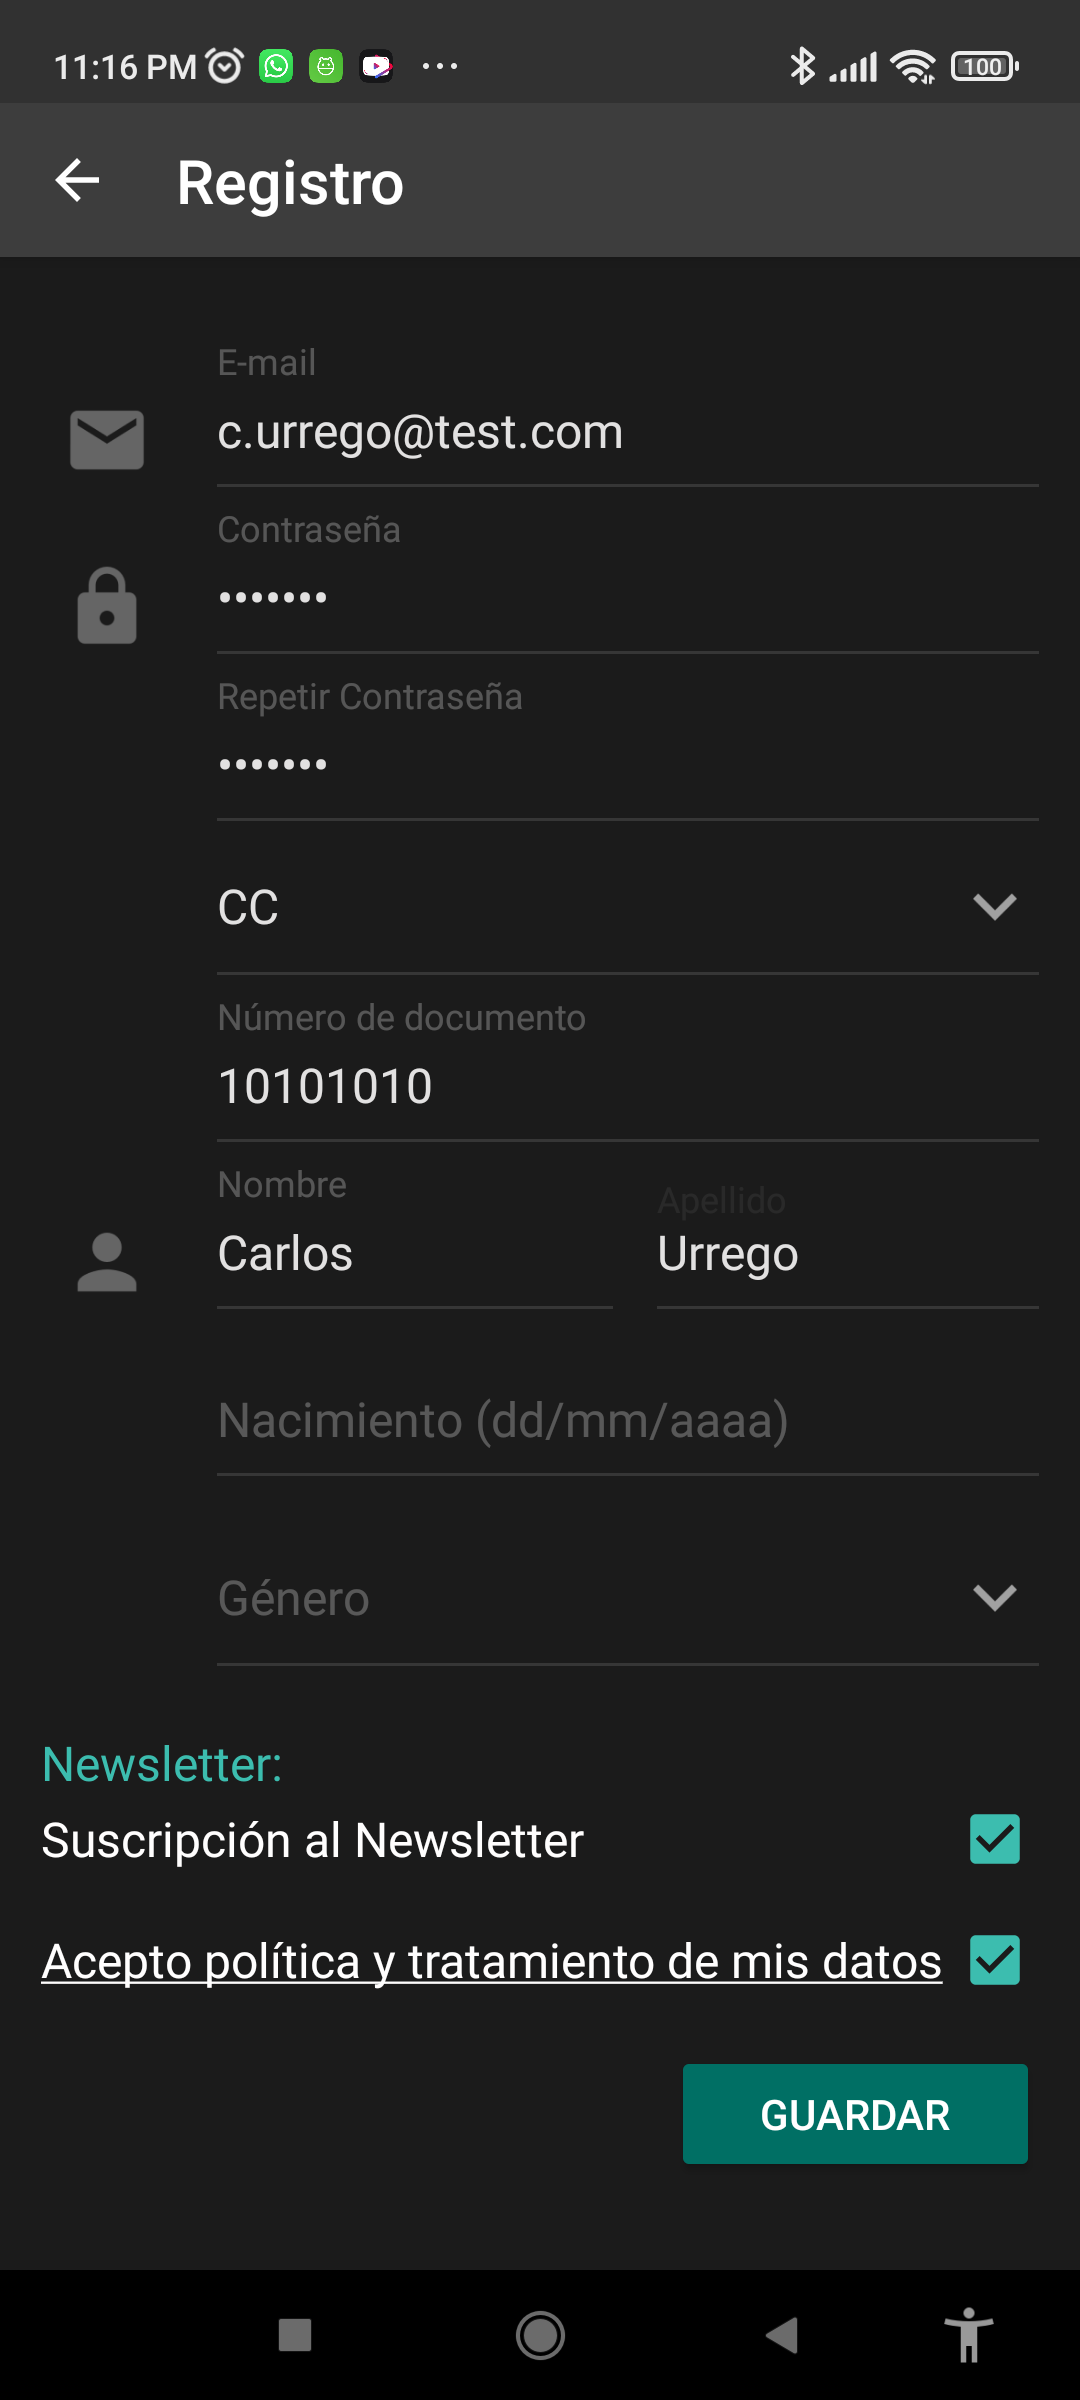 11:16 PM
100
Registro
E-mail
c.urrego@test.com
Contraseña
•••••••
Repetir Contraseña
•••••••
CC
Número de documento
10101010
Nombre
Apellido
Carlos
Urrego
Nacimiento (dd/mm/aaaa)
Género
Newsletter:
Suscripción al Newsletter
Acepto política y tratamiento de mis datos
GUARDAR